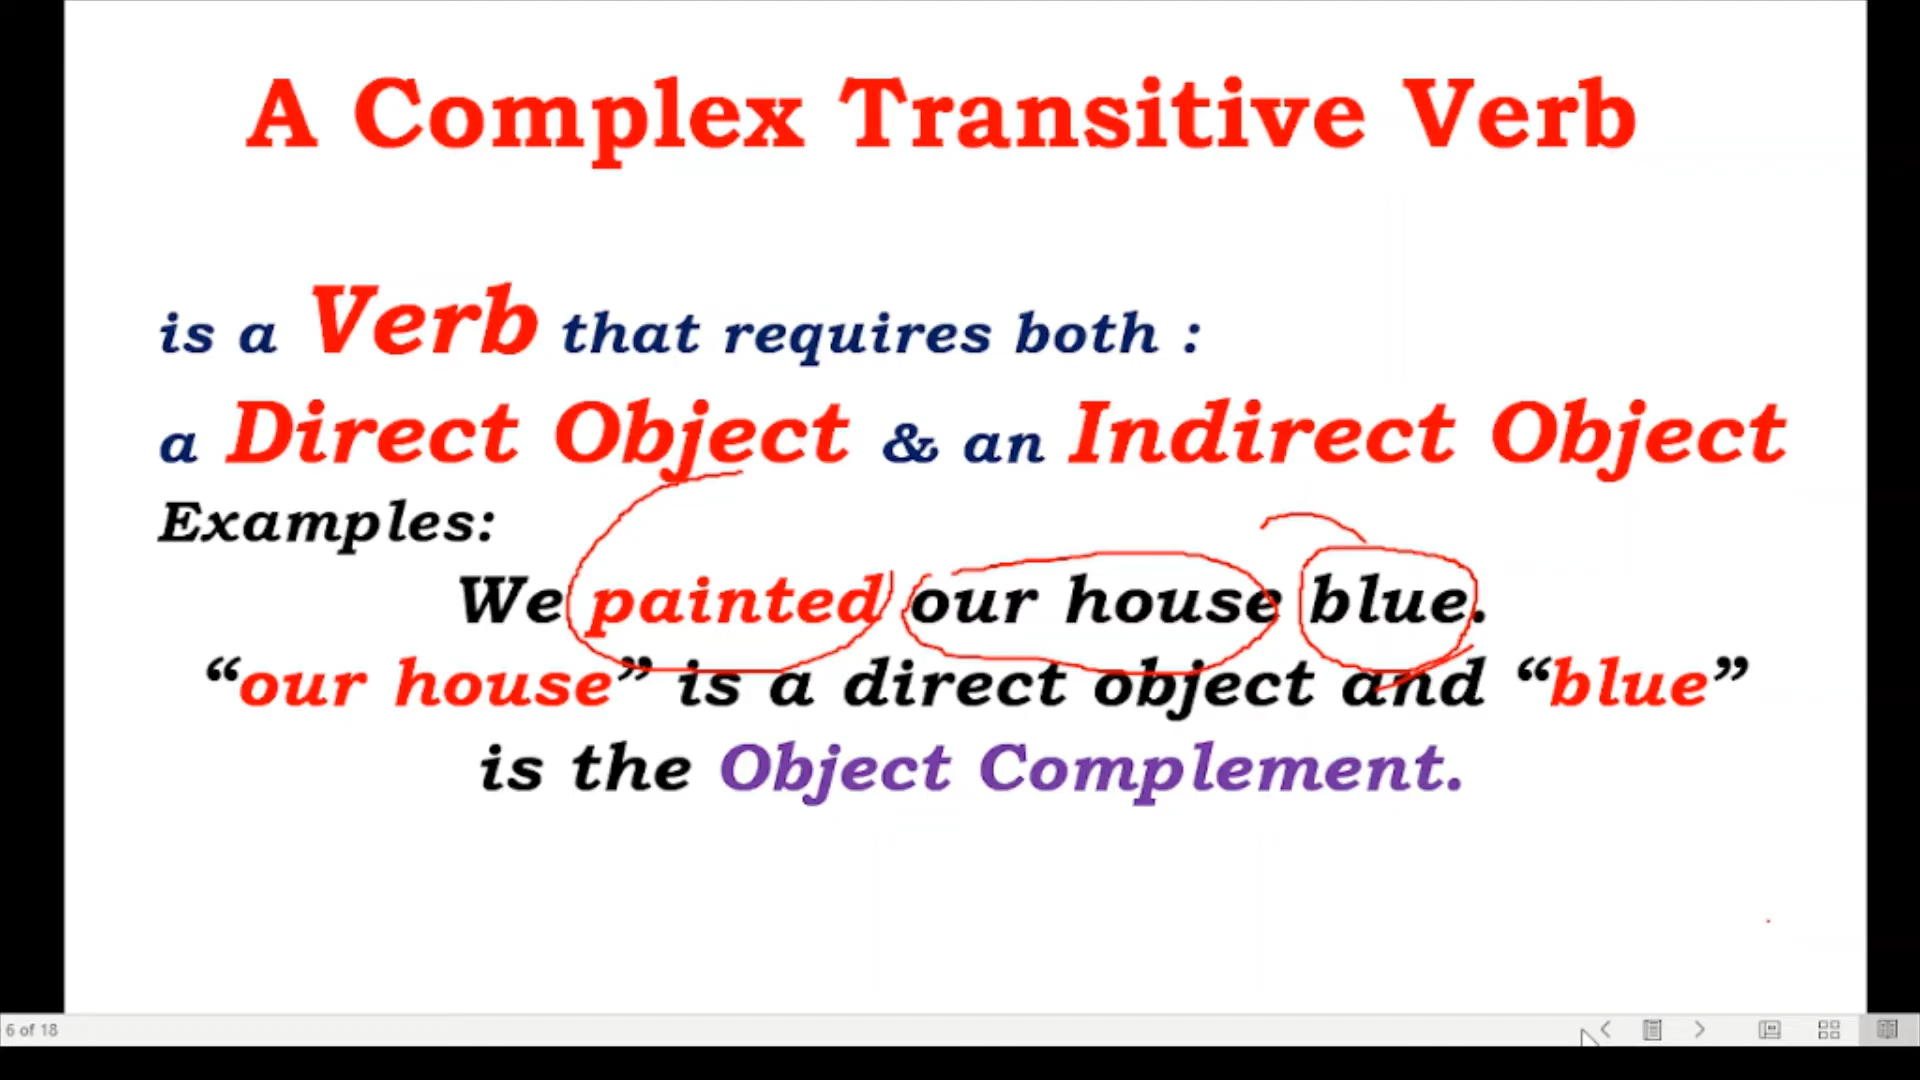 A Complex Transitive Verb
is a Verb that requires both :
a Direct Object & an Indirect Object
Examples:
We painted our house blue.
“our house” is a direct object and “blue”
is the Object Complement.
6 of 18